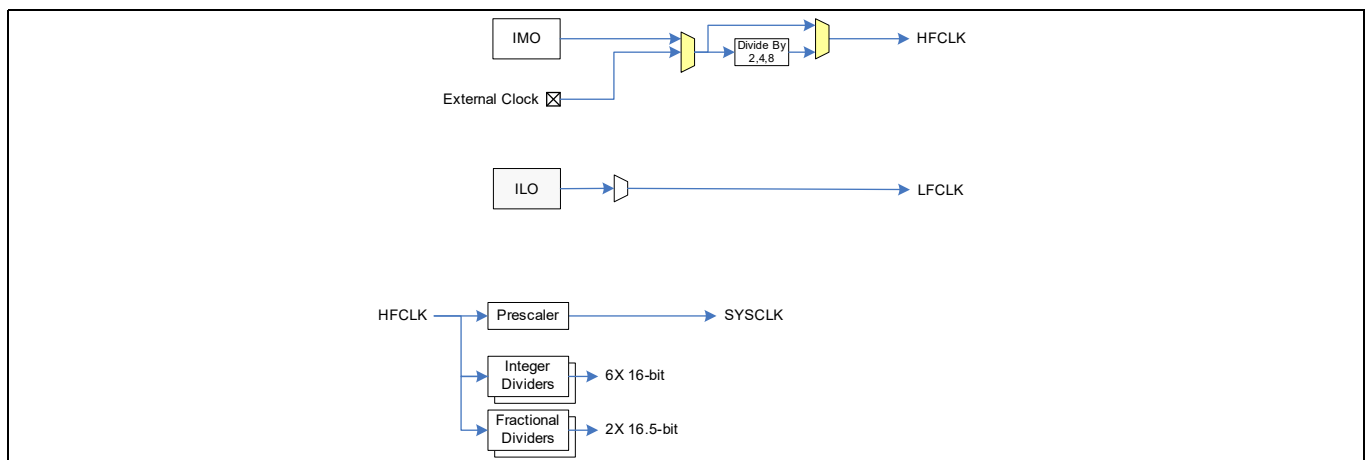 IMO
Divide By
2,4,8
HFCLK
External Clock
ILO
LFCLK
HFCLK
Prescaler
SYSCLK
Integer
Dividers
6X 16-bit
Fractional
Dividers
2X 16.5-bit